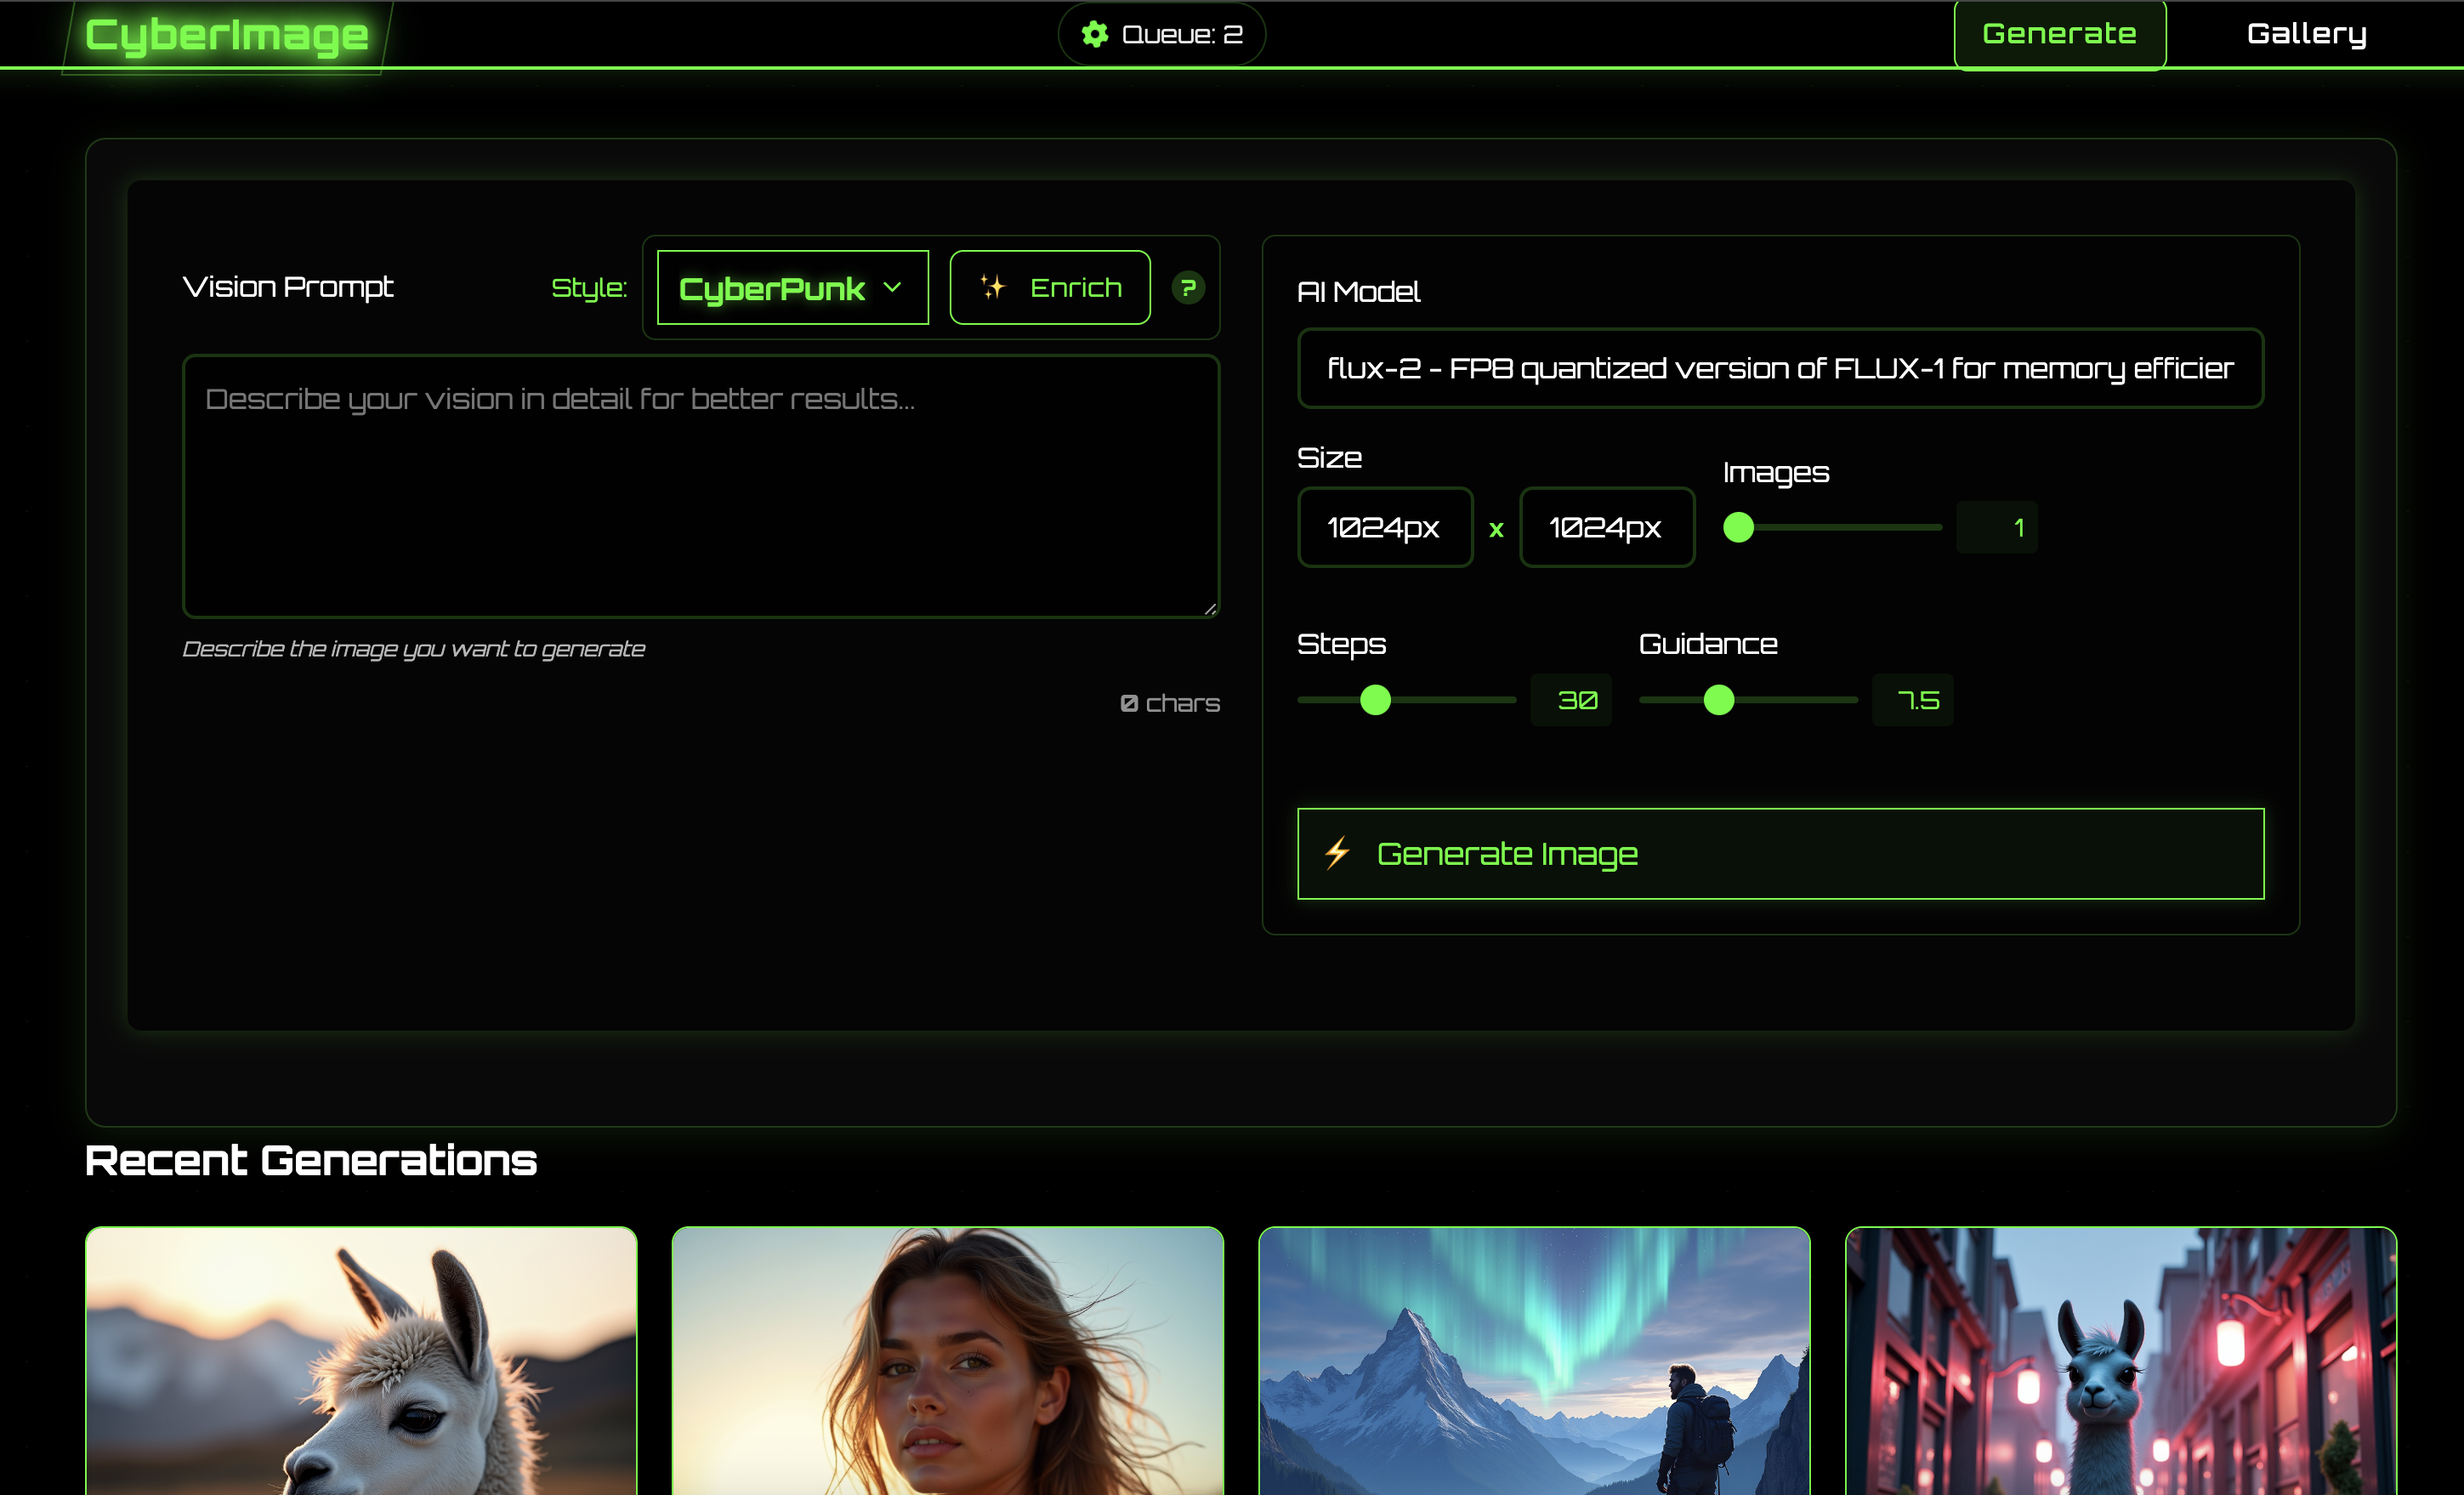 CyberImage
Queue: 2
Generate
Gallery
Vision Prompt
Style:
CyberPunk
Enrich
?
Describe your vision in detail for better results...
Describe the image you want to generate
0 chars
AI Model
flux-2 - FP8 quantized version of FLUX-1 for memory efficier
Size
1024px x 1024px
Images
1
Steps
30
Guidance
7.5
Generate Image
Recent Generations